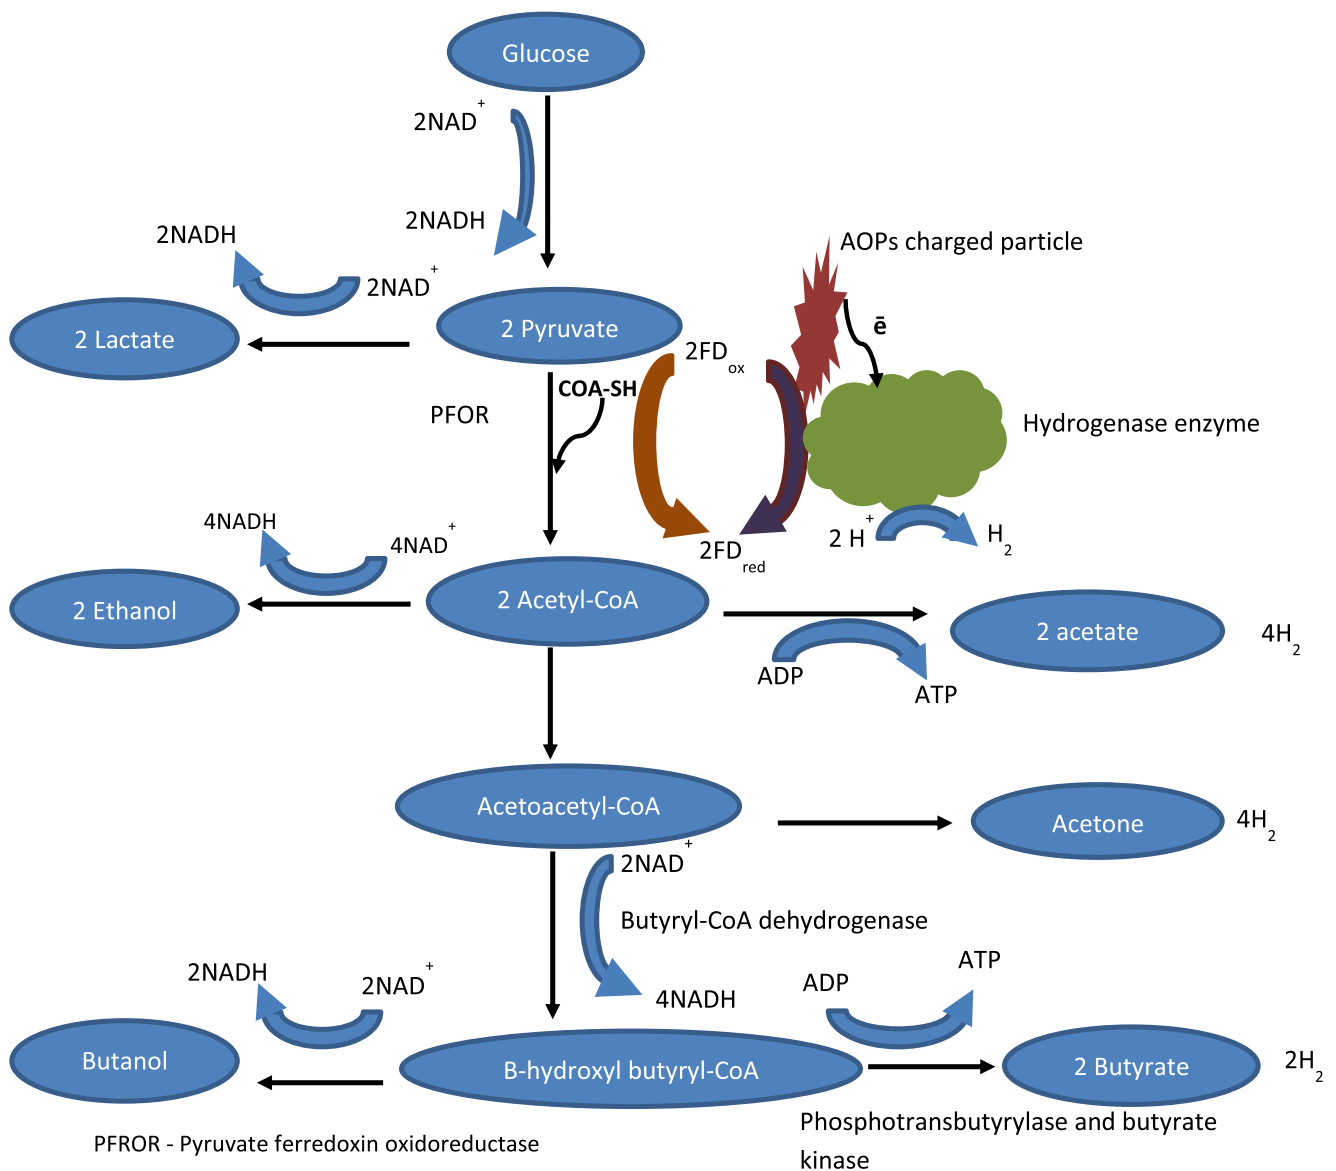 Glucose
2NAD+
2NADH
2NADH
2NAD+
AOPs charged particle
ē
2 Lactate
2 Pyruvate
2FDox
COA-SH
PFOR
Hydrogenase enzyme
4NADH
4NAD+
2FDred
2 H+
H2
2 Ethanol
2 Acetyl-CoA
2 acetate
4H2
ADP
ATP
Acetoacetyl-CoA
Acetone
4H2
2NAD+
Butyryl-CoA dehydrogenase
2NADH
2NAD+
4NADH
ADP
ATP
Butanol
B-hydroxyl butyryl-CoA
2 Butyrate
2H2
PFROR - Pyruvate ferredoxin oxidoreductase
Phosphotransbutyrylase and butyrate
kinase